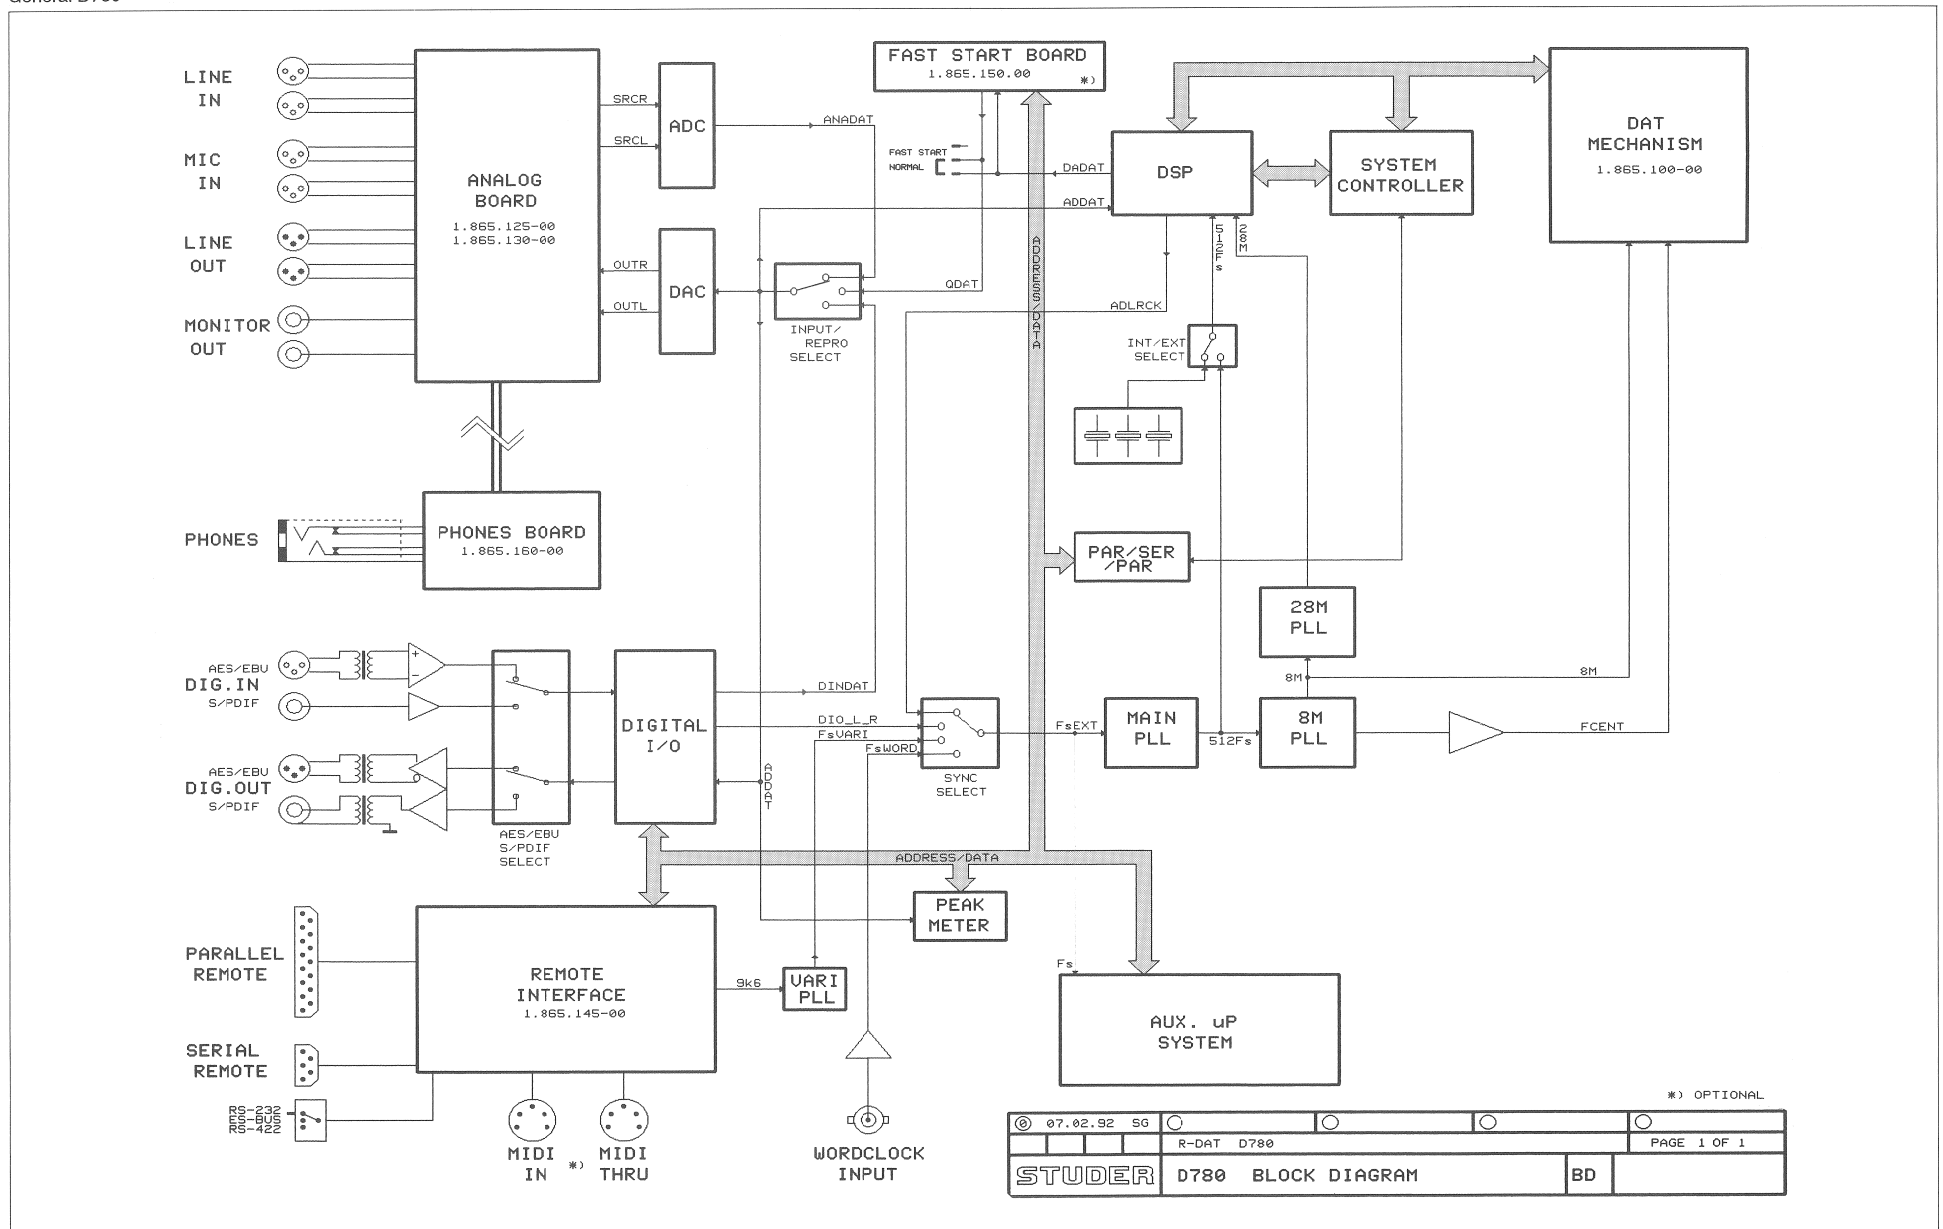 LINE
IN
MIC
IN
LINE
OUT
MONITOR
OUT
ANALOG
BOARD
1.865.125-00
1.865.130-00
SRCR
SRCL
ADC
ANADAT
OUTR
OUTL
DAC
INPUT/
REPRO
SELECT
FAST START BOARD
1.865.150.00
*)
FAST START
NORMAL
DADAT
ADDAT
QDAT
ADLRCK
ADDRESS/DATA
DSP
SYSTEM
CONTROLLER
DAT
MECHANISM
1.865.100-00
512Fs
28M
INT/EXT
SELECT
PHONES
PHONES BOARD
1.865.160-00
PAR/SER
/PAR
28M
PLL
8M
8M
AES/EBU
DIG.IN
S/PDIF
AES/EBU
DIG.OUT
S/PDIF
AES/EBU
S/PDIF
SELECT
+
-
DIGITAL
I/O
DINDAT
DIO_L_R
FsVARI
FsWORD
ADDAT
SYNC
SELECT
FsEXT
MAIN
PLL
512Fs
8M
PLL
FCENT
ADDRESS/DATA
PEAK
METER
PARALLEL
REMOTE
SERIAL
REMOTE
RS-232
ES-BUS
RS-422
REMOTE
INTERFACE
1.865.145-00
9k6
VARI
PLL
Fs
AUX. uP
SYSTEM
MIDI
IN
*)
MIDI
THRU
WORDCLOCK
INPUT
*) OPTIONAL
0 07.02.92 SG
R-DAT D780
PAGE 1 OF 1
STUDER
D780 BLOCK DIAGRAM
BD